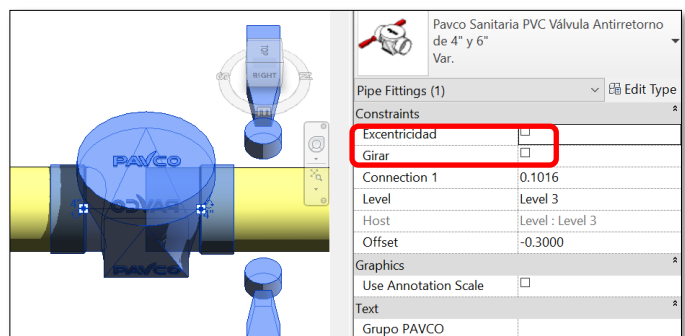 RIGHT
PAVCO
PAVCO
PAVCO
Pavco Sanitaria PVC Válvula Antirretorno
de 4" y 6"
Var.
Pipe Fittings (1)
Edit Type
Constraints
Excentricidad
Girar
Connection 1 0.1016
Level Level 3
Host Level : Level 3
Offset -0.3000
Graphics
Use Annotation Scale
Text
Grupo PAVCO